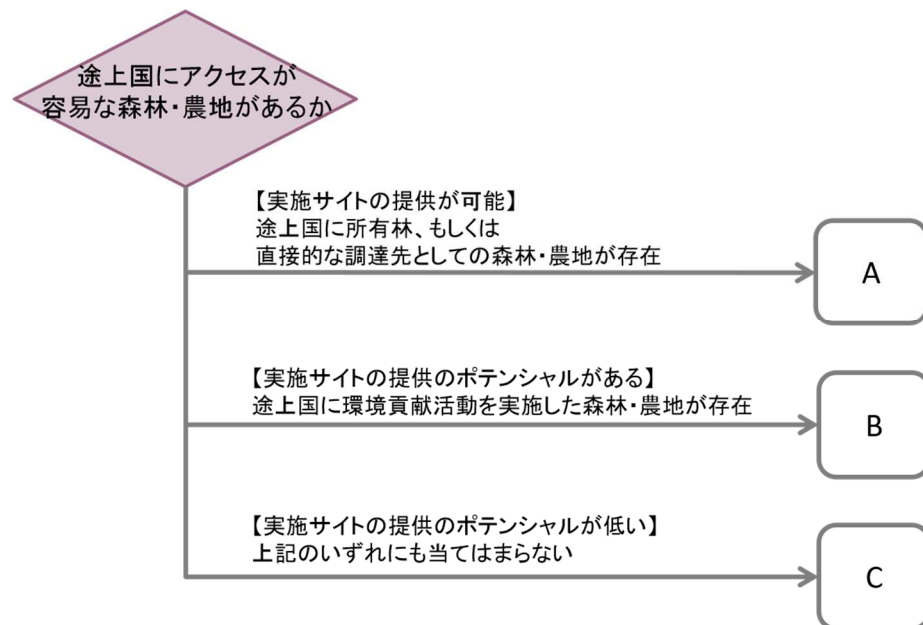 途上国にアクセスが
容易な森林・農地があるか
【実施サイトの提供が可能】
途上国に所有林、もしくは
直接的な調達先としての森林・農地が存在
A
【実施サイトの提供のポテンシャルがある】
途上国に環境貢献活動を実施した森林・農地が存在
B
【実施サイトの提供のポテンシャルが低い】
上記のいずれにも当てはまらない
C